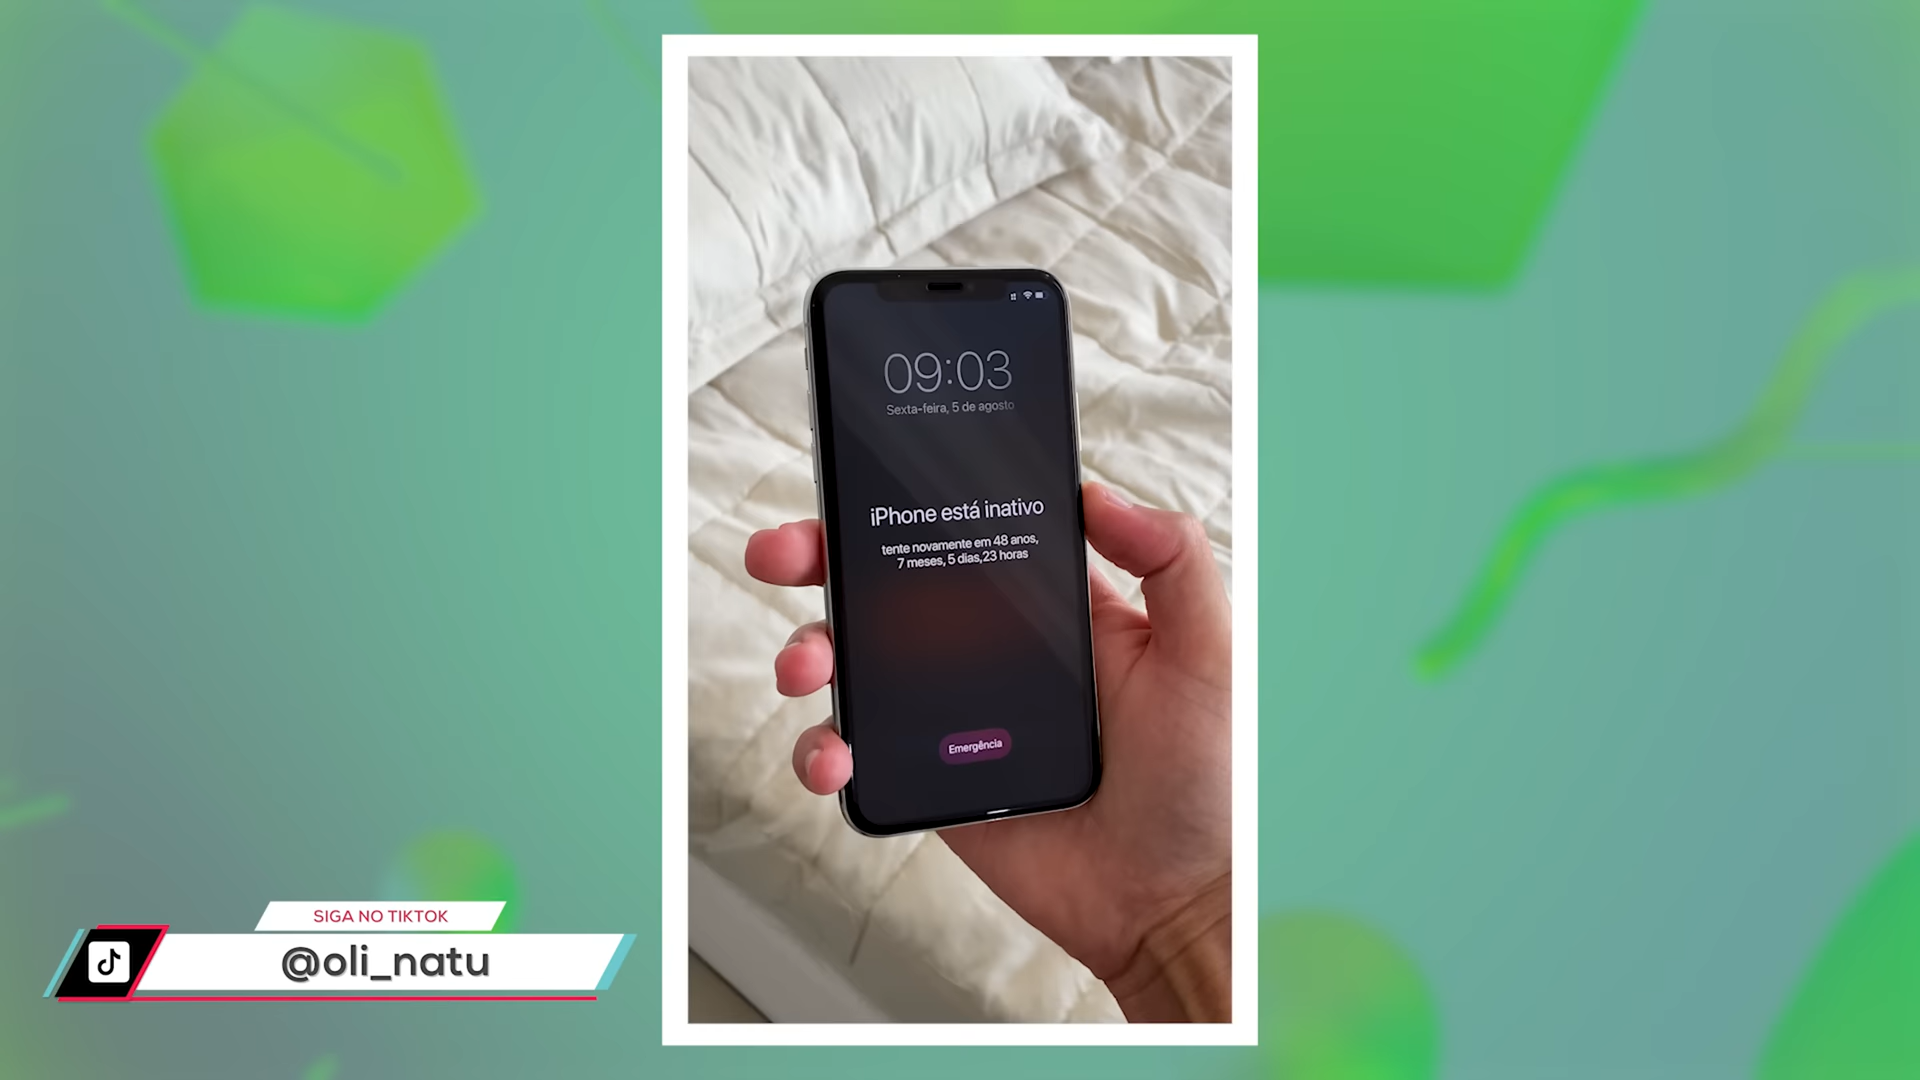 09:03
Sexta-feira, 5 de agosto
iPhone está inativo
tente novamente em 48 anos,
7 meses, 5 dias,23 horas
Emergência
SIGA NO TIKTOK
@oli_natu